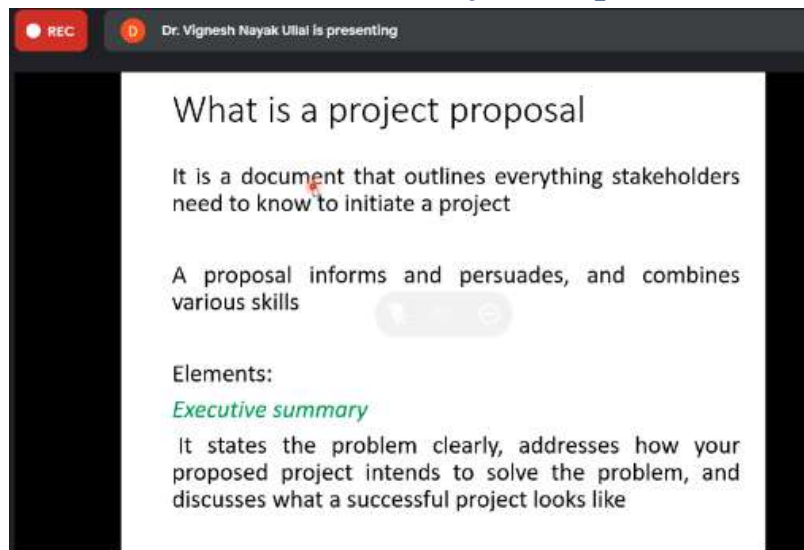 REC
D
Dr. Vignesh Nayak Ullal is presenting
What is a project proposal
It is a document that outlines everything stakeholders
need to know to initiate a project
A proposal informs and persuades, and combines
various skills
Elements:
Executive summary
It states the problem clearly, addresses how your
proposed project intends to solve the problem, and
discusses what a successful project looks like